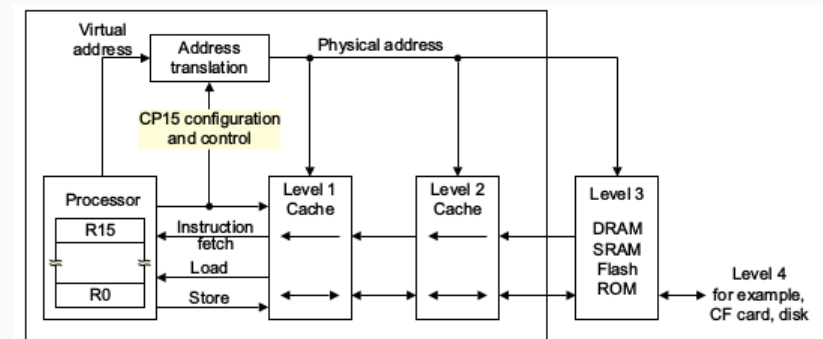 Virtual
address
Address
translation
Physical address
CP15 configuration
and control
Processor
R15
R0
Instruction
fetch
Load
Store
Level 1
Cache
Level 2
Cache
Level 3
DRAM
SRAM
Flash
ROM
Level 4
for example,
CF card, disk